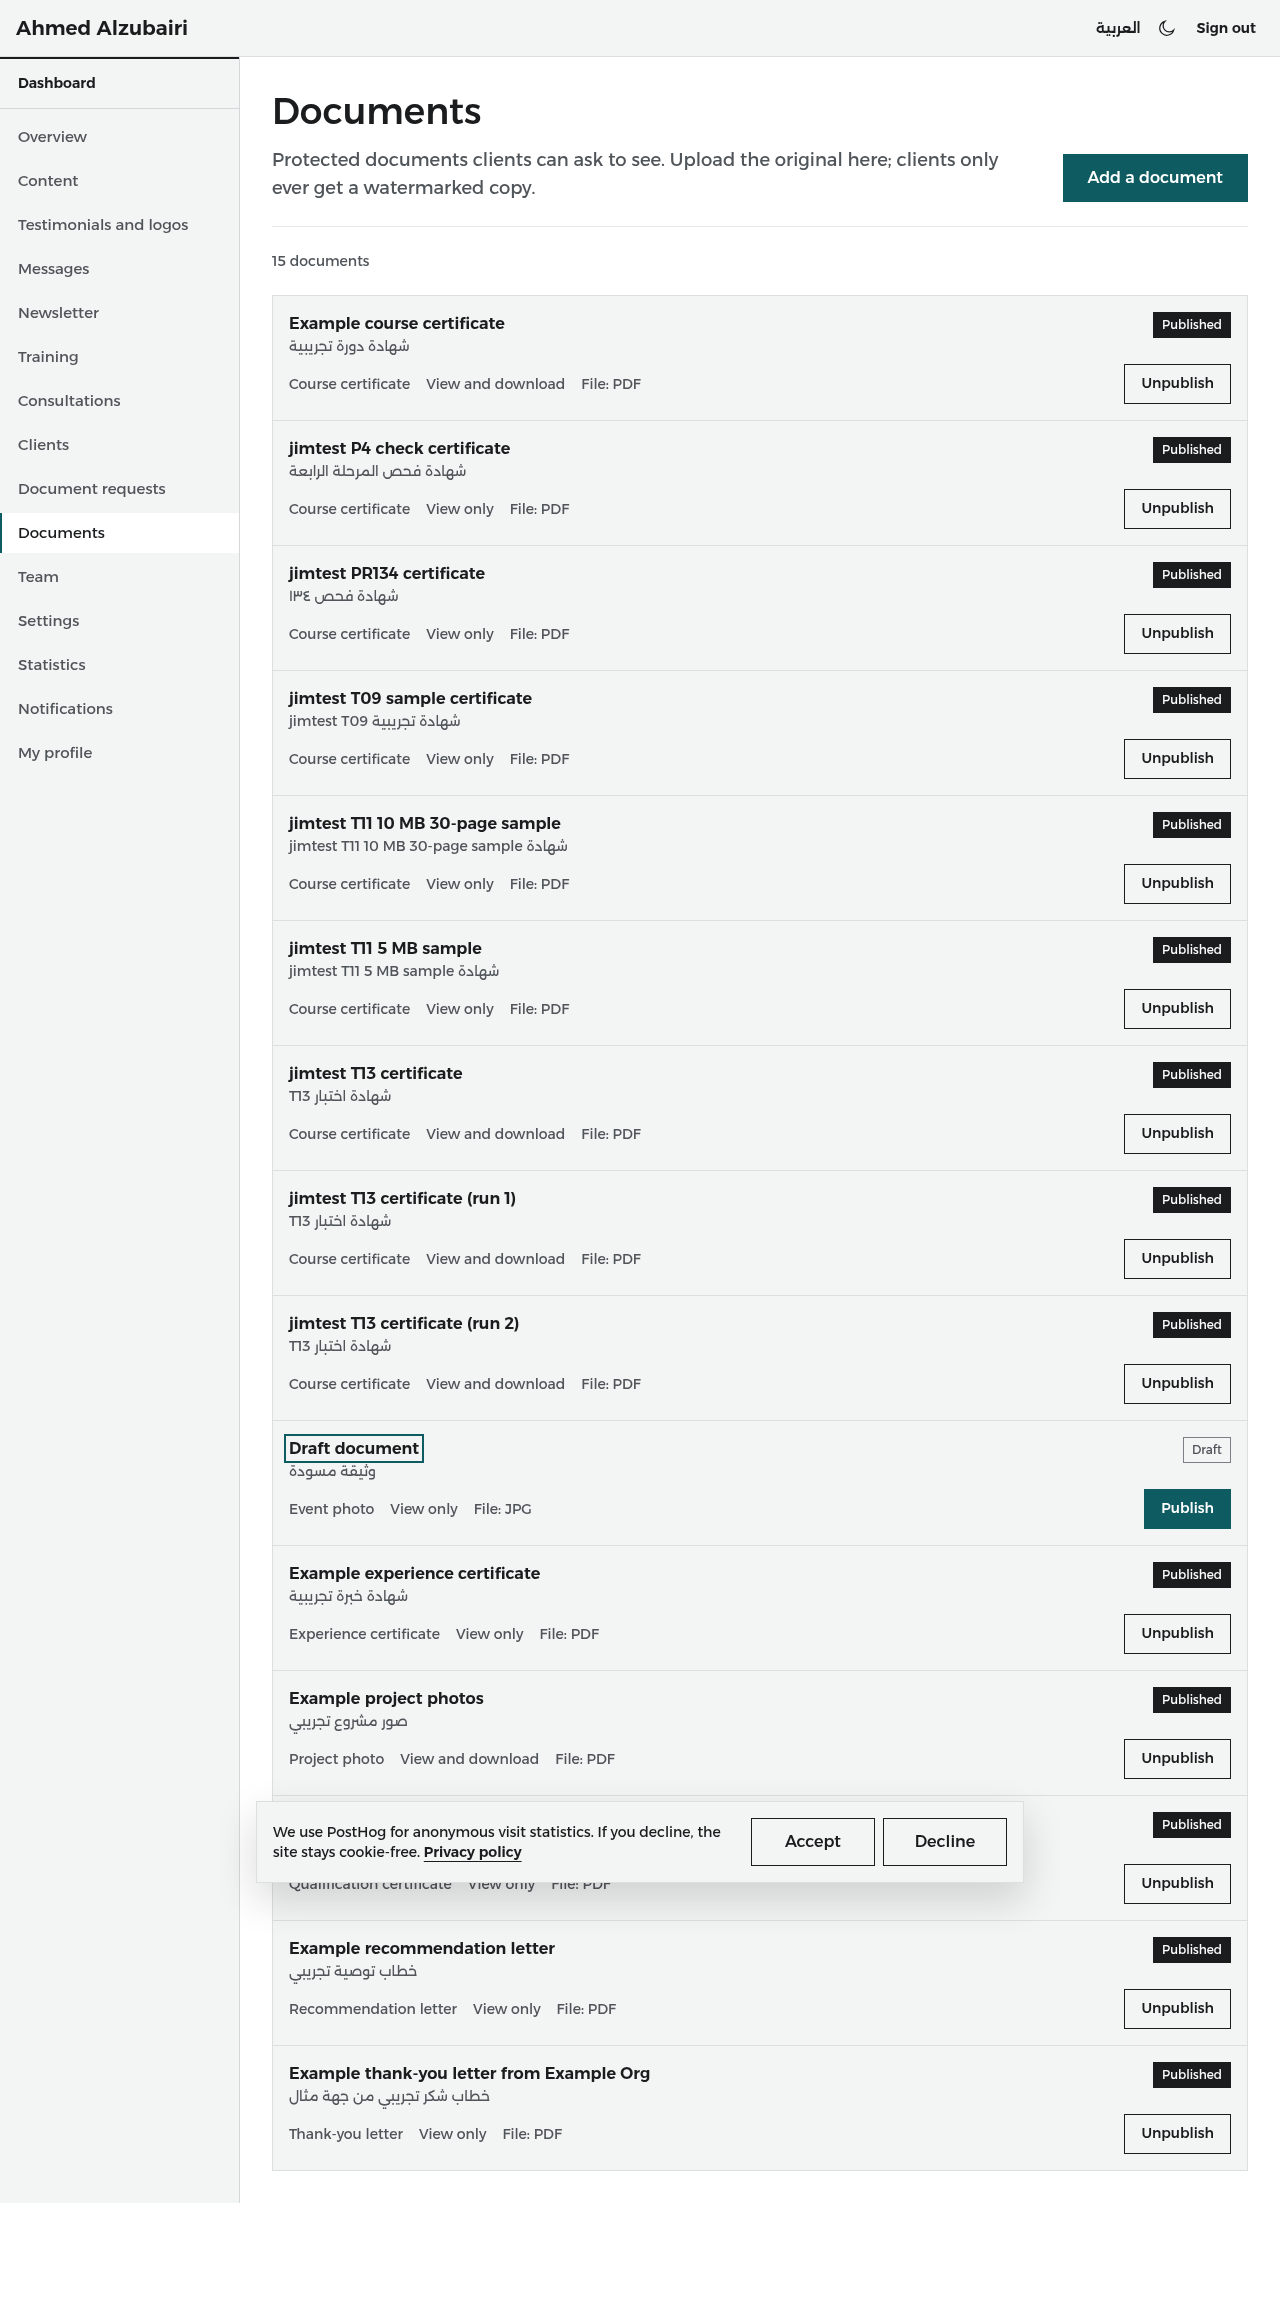 Ahmed Alzubairi
العربية
Sign out
Dashboard
Overview
Content
Testimonials and logos
Messages
Newsletter
Training
Consultations
Clients
Document requests
Documents
Team
Settings
Statistics
Notifications
My profile
Documents
Protected documents clients can ask to see. Upload the original here; clients only
ever get a watermarked copy.
Add a document
15 documents
Example course certificate
Published
شهادة دورة تجريبية
Course certificate View and download File: PDF
Unpublish
jimtest P4 check certificate
Published
شهادة فحص المرحلة الرابعة
Course certificate View only File: PDF
Unpublish
jimtest PR134 certificate
Published
شهادة فحص ١٣٤
Course certificate View only File: PDF
Unpublish
jimtest T09 sample certificate
Published
jimtest T09 شهادة تجريبية
Course certificate View only File: PDF
Unpublish
jimtest T11 10 MB 30-page sample
Published
jimtest T11 10 MB 30-page sample شهادة
Course certificate View only File: PDF
Unpublish
jimtest T11 5 MB sample
Published
jimtest T11 5 MB sample شهادة
Course certificate View only File: PDF
Unpublish
jimtest T13 certificate
Published
شهادة اختبار T13
Course certificate View and download File: PDF
Unpublish
jimtest T13 certificate (run 1)
Published
شهادة اختبار T13
Course certificate View and download File: PDF
Unpublish
jimtest T13 certificate (run 2)
Published
شهادة اختبار T13
Course certificate View and download File: PDF
Unpublish
Draft document
Draft
وثيقة مسودة
Event photo View only File: JPG
Publish
Example experience certificate
Published
شهادة خبرة تجريبية
Experience certificate View only File: PDF
Unpublish
Example project photos
Published
صور مشروع تجريبي
Project photo View and download File: PDF
Unpublish
Published
We use PostHog for anonymous visit statistics. If you decline, the
site stays cookie-free. Privacy policy
Accept
Decline
Qualification certificate View only File: PDF
Unpublish
Example recommendation letter
Published
خطاب توصية تجريبي
Recommendation letter View only File: PDF
Unpublish
Example thank-you letter from Example Org
Published
خطاب شكر تجريبي من جهة مثال
Thank-you letter View only File: PDF
Unpublish